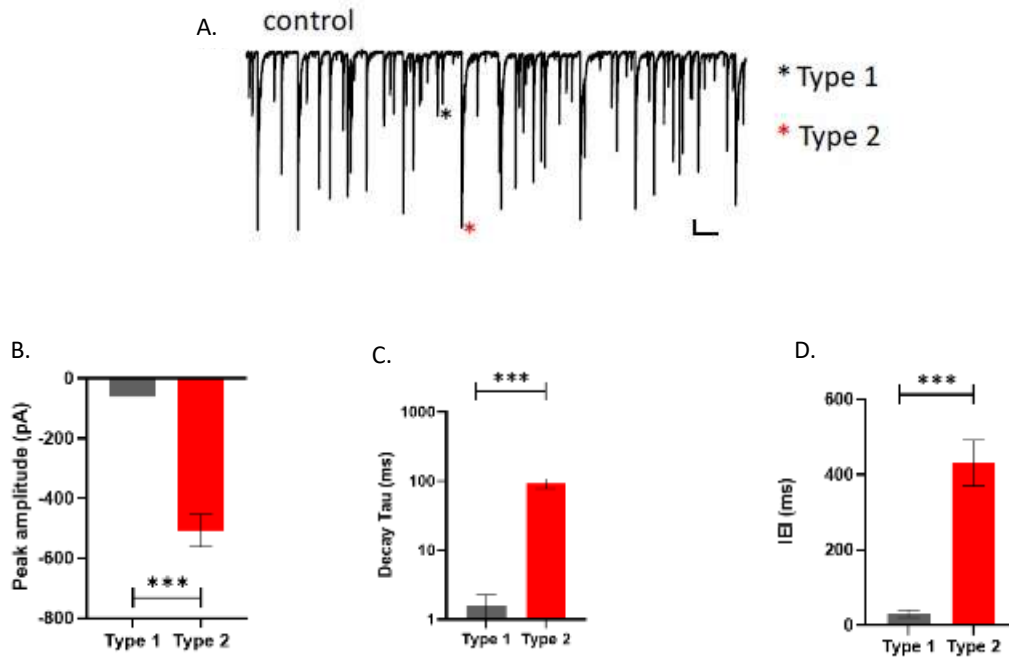 A.
control
* Type 1
* Type 2
*
*
B.
0
-200
-400
-600
-800
Peak amplitude (pA)
***
Type 1 Type 2
C.
***
1000
100
10
1
Decay Tau (ms)
Type 1 Type 2
D.
***
600
400
200
0
IEI (ms)
Type 1 Type 2